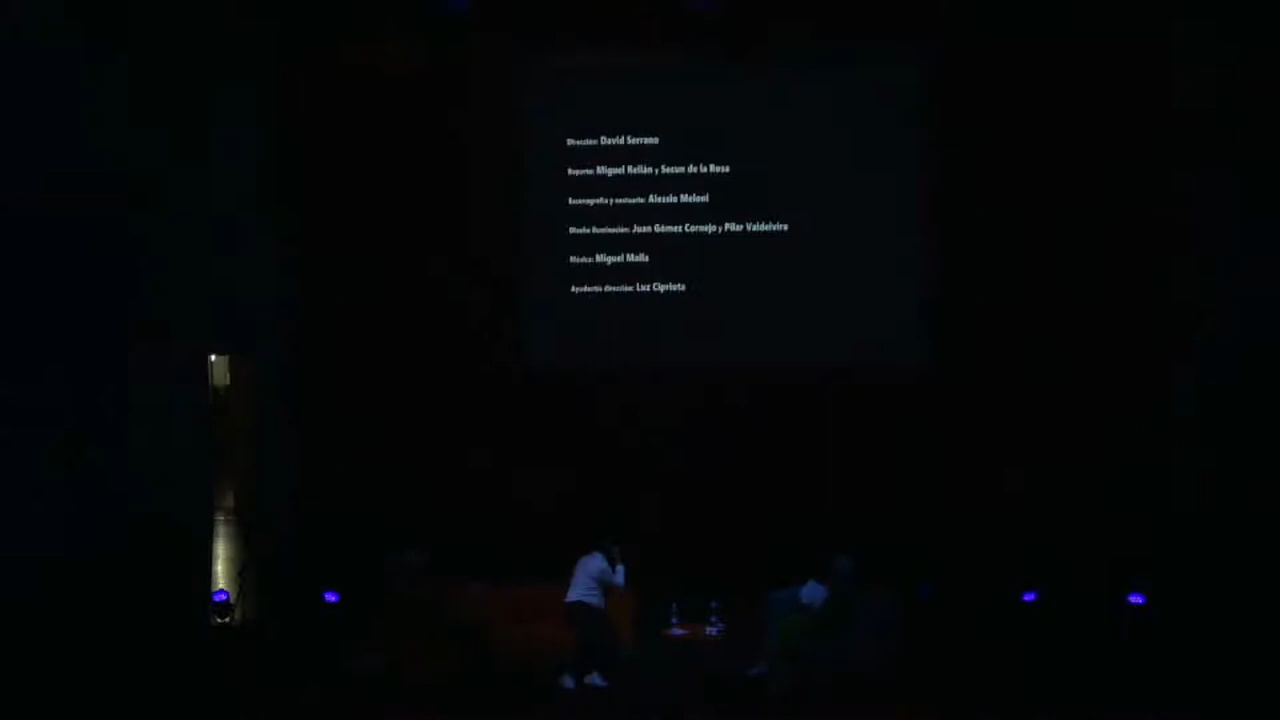 Dirección: David Serrano
Reparto: Miguel Rellán y Secun de la Rosa
Escenografía y vestuario: Alessio Meloni
Diseño iluminación: Juan Gómez Cornejo y Pilar Valdelvira
Música: Miguel Malla
Ayudantía dirección: Luz Cipriota